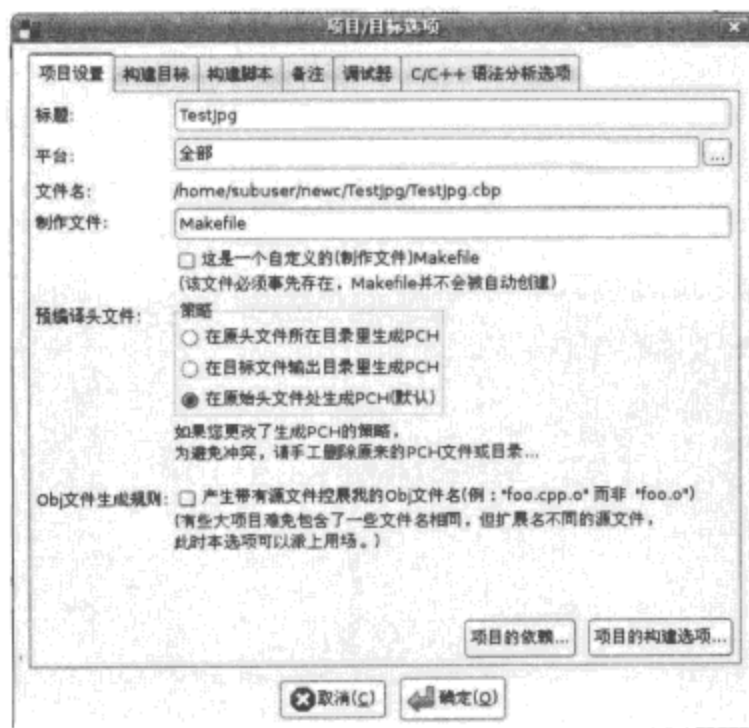 项目/目标选项
项目设置 构建目标 构建脚本 备注 调试器 C/C++ 语法分析选项
标题: TestJpg
平台: 全部 ...
文件名: /home/subuser/newc/TestJpg/TestJpg.cbp
制作文件: Makefile
这是一个自定义的(制作文件)Makefile
(该文件必须事先存在，Makefile并不会被自动创建)
预编译头文件: 策略
在原头文件所在目录里生成PCH
在目标文件输出目录里生成PCH
在原始头文件处生成PCH(默认)
如果您更改了生成PCH的策略，
为避免冲突，请手工删除原来的PCH文件或目录...
Obj文件生成规则: 产生带有源文件控展我的Obj文件名(例："foo.cpp.o" 而非 "foo.o")
(有些大项目难免包含了一些文件名相同，但扩展名不同的源文件，
此时本选项可以派上用场。)
项目的依赖... 项目的构建选项...
取消(C) 确定(O)